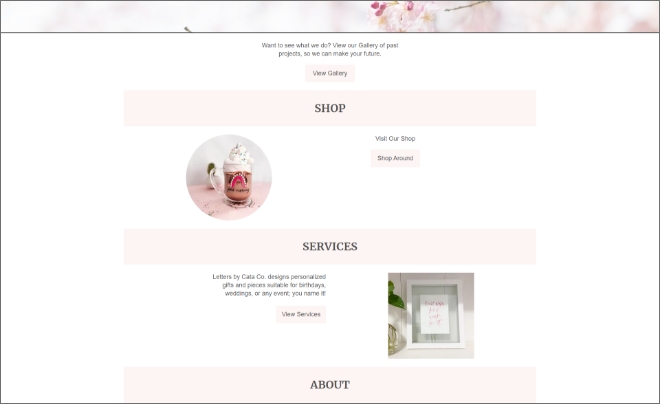 Want to see what we do? View our Gallery of past
projects, so we can make your future.
View Gallery
SHOP
Visit Our Shop
Shop Around
SERVICES
Letters by Cata Co. designs personalized
gifts and pieces suitable for birthdays,
weddings, or any event; you name it!
View Services
ABOUT